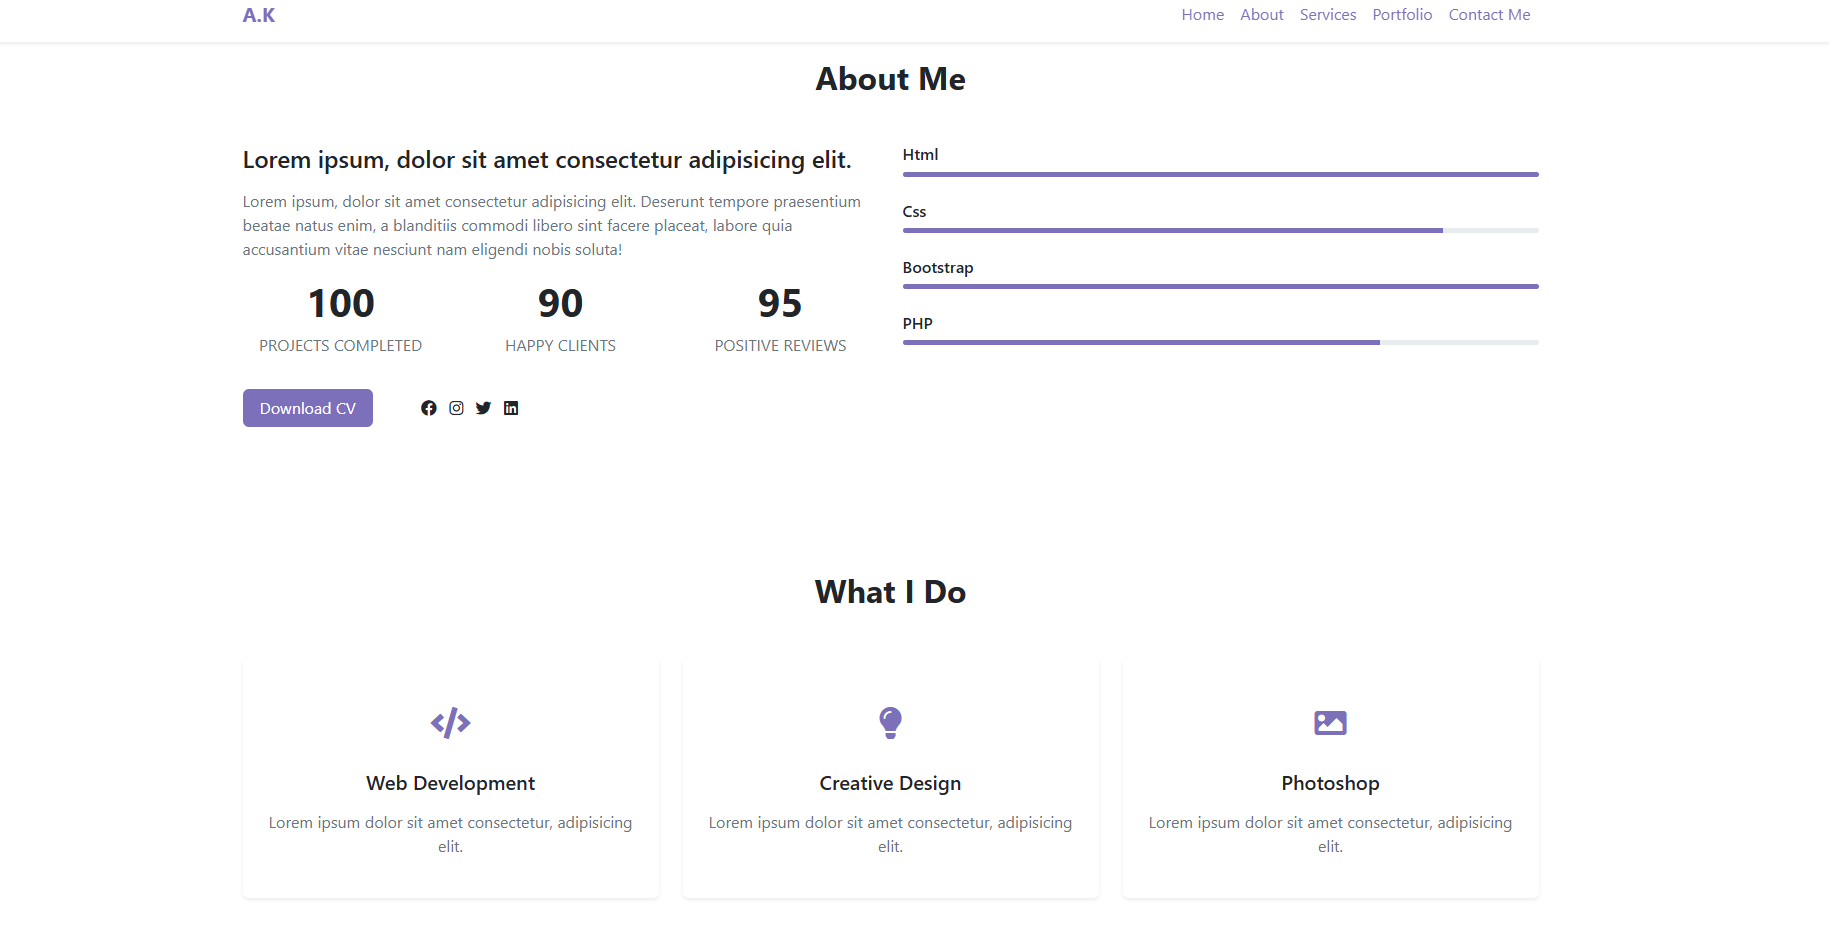 A.K
Home About Services Portfolio Contact Me
About Me
Lorem ipsum, dolor sit amet consectetur adipisicing elit.
Lorem ipsum, dolor sit amet consectetur adipisicing elit. Deserunt tempore praesentium
beatae natus enim, a blanditiis commodi libero sint facere placeat, labore quia
accusantium vitae nesciunt nam eligendi nobis soluta!
100
PROJECTS COMPLETED
90
HAPPY CLIENTS
95
POSITIVE REVIEWS
Download CV
Html
Css
Bootstrap
PHP
What I Do
Web Development
Lorem ipsum dolor sit amet consectetur, adipisicing
elit.
Creative Design
Lorem ipsum dolor sit amet consectetur, adipisicing
elit.
Photoshop
Lorem ipsum dolor sit amet consectetur, adipisicing
elit.